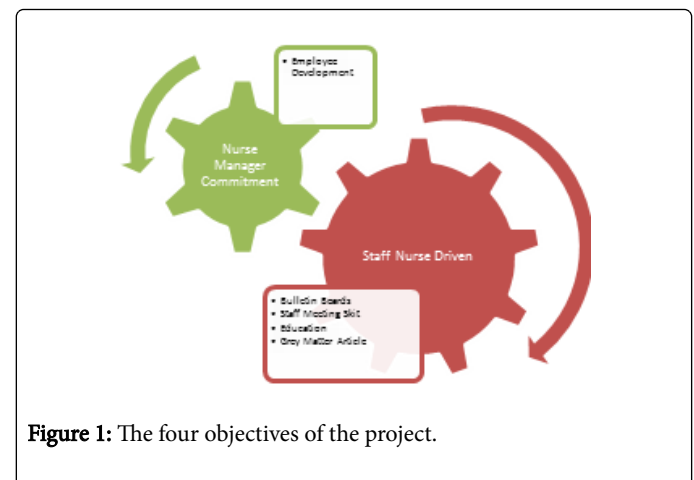 • Employee
Development
Nurse
Manager
Commitment
Staff Nurse Driven
• Bulletin Boards
• Staff Meeting Skit
• Education
• Grey Matter Article
Figure 1: The four objectives of the project.